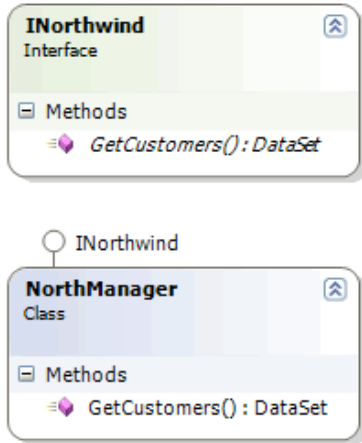 INorthwind
Interface
Methods
GetCustomers() : DataSet
INorthwind
NorthManager
Class
Methods
GetCustomers() : DataSet